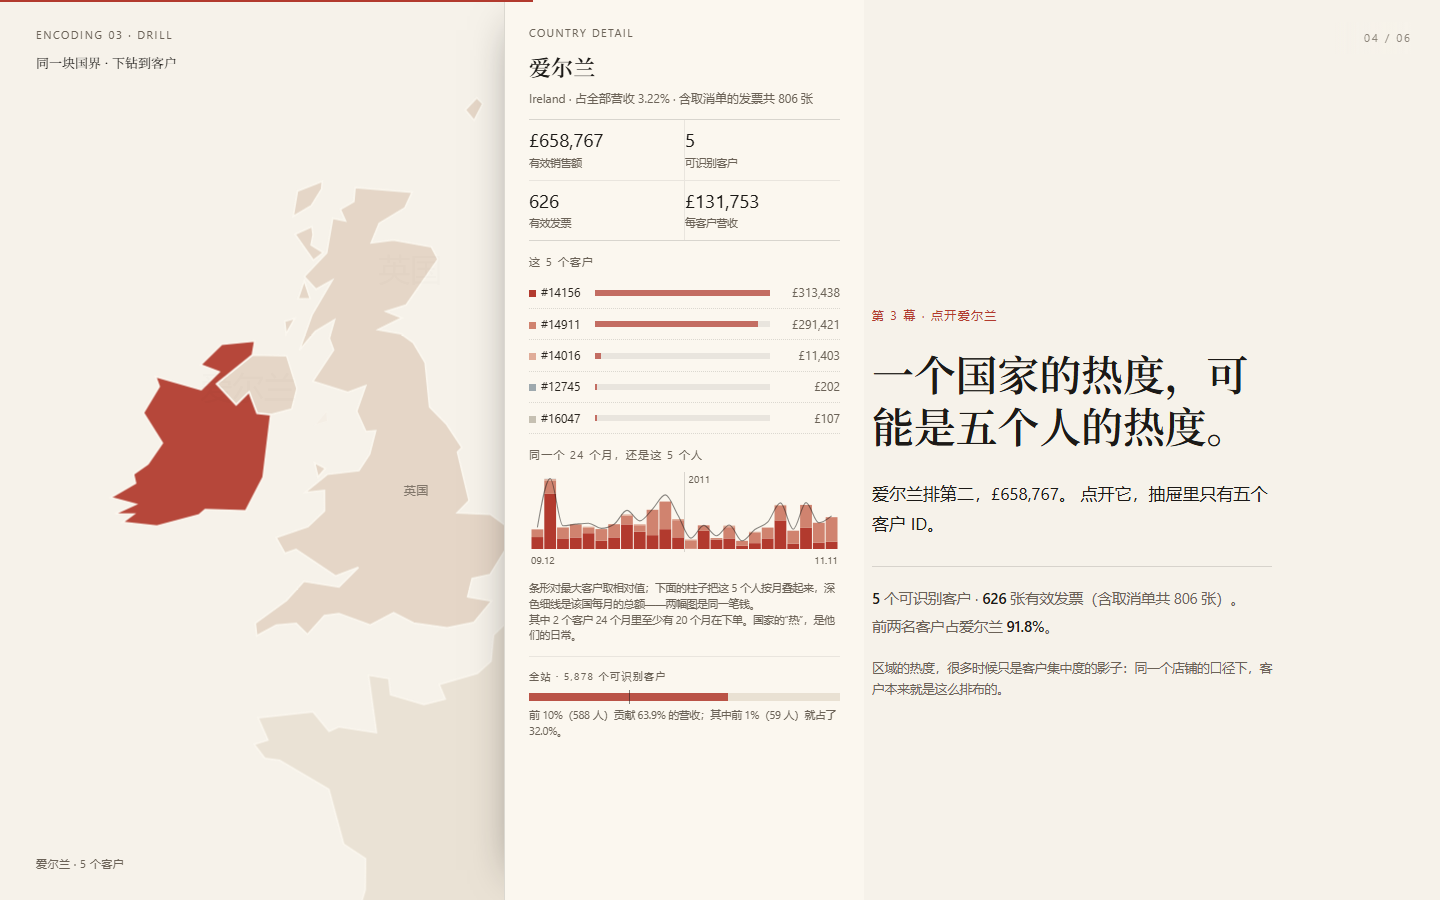 ENCODING 03 · DRILL
同一块国界 · 下钻到客户
英国
爱尔兰 · 5 个客户
COUNTRY DETAIL
爱尔兰
Ireland · 占全部营收 3.22% · 含取消单的发票共 806 张
£658,767
有效销售额
5
可识别客户
626
有效发票
£131,753
每客户营收
这 5 个客户
#14156 £313,438
#14911 £291,421
#14016 £11,403
#12745 £202
#16047 £107
同一个 24 个月，还是这 5 个人
2011
09.12 11.11
条形对最大客户取相对值；下面的柱子把这 5 个人按月叠起来，深
色细线是该国每月的总额——两幅图是同一笔钱。
其中 2 个客户 24 个月里至少有 20 个月在下单。国家的“热”，是他
们的日常。
全站 · 5,878 个可识别客户
前 10%（588 人）贡献 63.9% 的营收；其中前 1%（59 人）就占了
32.0%。
04 / 06
第 3 幕 · 点开爱尔兰
一个国家的热度，可
能是五个人的热度。
爱尔兰排第二，£658,767。 点开它，抽屉里只有五个
客户 ID。
5 个可识别客户 · 626 张有效发票（含取消单共 806 张）。
前两名客户占爱尔兰 91.8%。
区域的热度，很多时候只是客户集中度的影子：同一个店铺的口径下，客
户本来就是这么排布的。